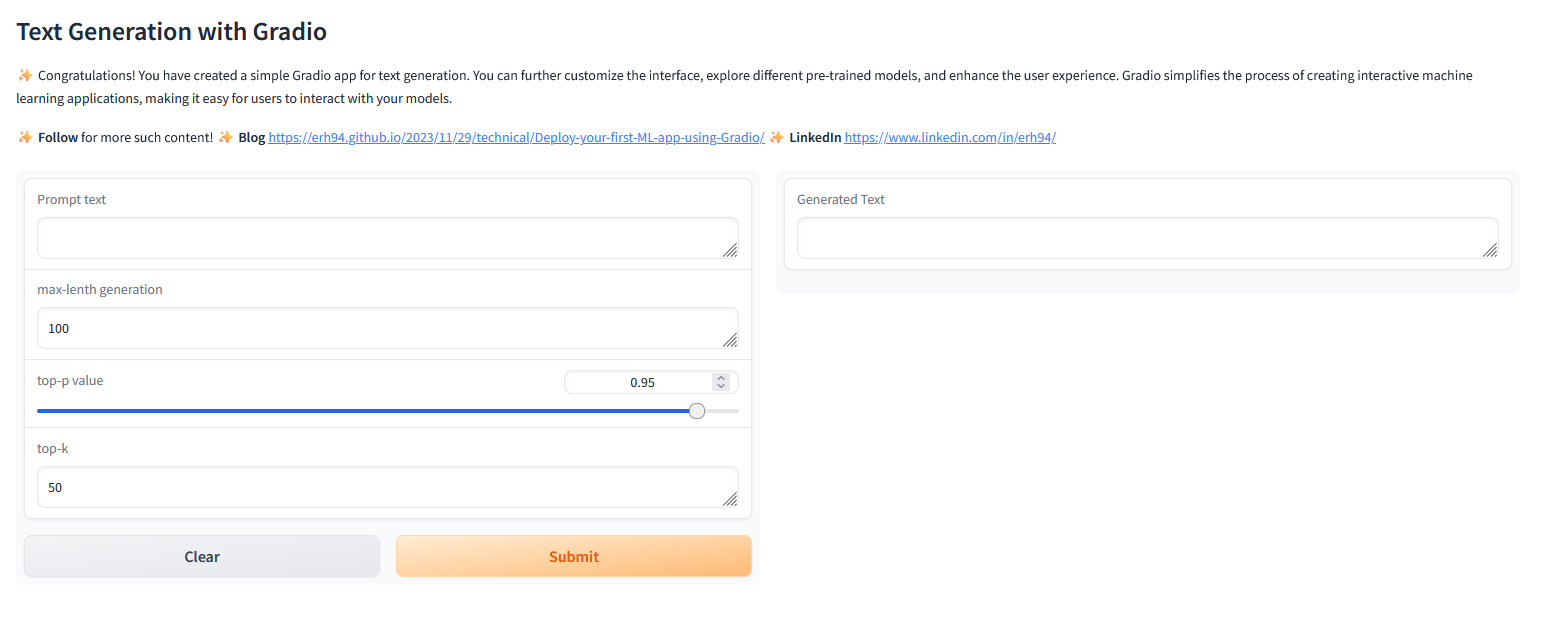 Text Generation with Gradio
✨ Congratulations! You have created a simple Gradio app for text generation. You can further customize the interface, explore different pre-trained models, and enhance the user experience. Gradio simplifies the process of creating interactive machine
learning applications, making it easy for users to interact with your models.
✨ Follow for more such content! ✨ Blog https://erh94.github.io/2023/11/29/technical/Deploy-your-first-ML-app-using-Gradio/ ✨ LinkedIn https://www.linkedin.com/in/erh94/
Prompt text
Generated Text
max-lenth generation
100
top-p value
0.95
top-k
50
Clear
Submit